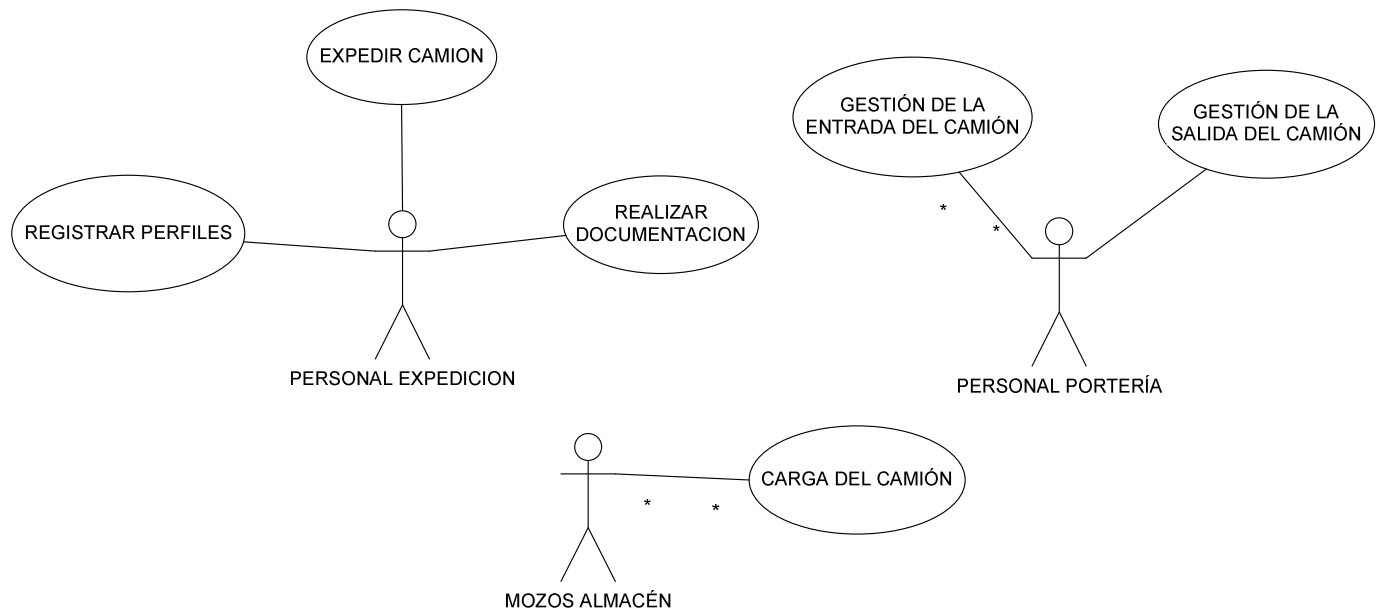 EXPEDIR CAMION
REGISTRAR PERFILES
REALIZAR
DOCUMENTACION
PERSONAL EXPEDICION
GESTIÓN DE LA
ENTRADA DEL CAMIÓN
GESTIÓN DE LA
SALIDA DEL CAMIÓN
*
*
PERSONAL PORTERÍA
CARGA DEL CAMIÓN
*
*
MOZOS ALMACÉN